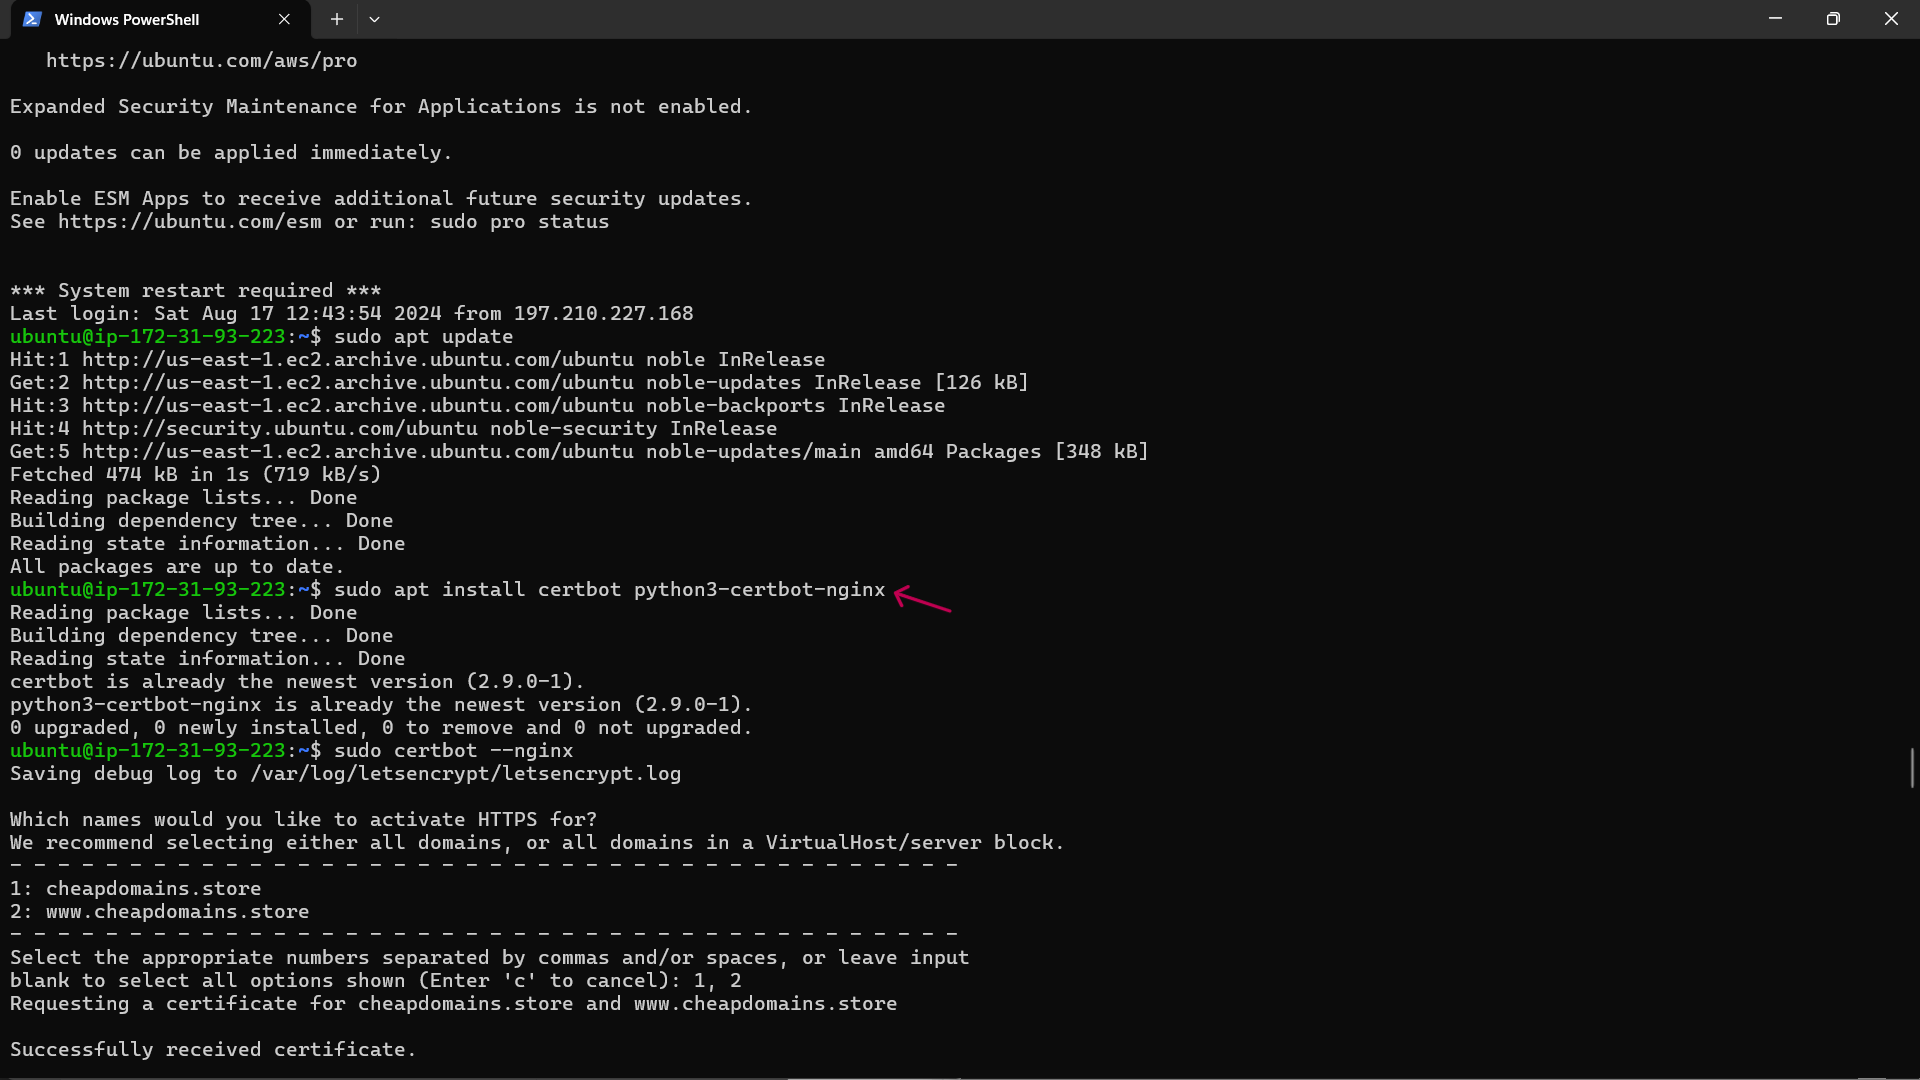 Windows PowerShell
https://ubuntu.com/aws/pro
Expanded Security Maintenance for Applications is not enabled.
0 updates can be applied immediately.
Enable ESM Apps to receive additional future security updates.
See https://ubuntu.com/esm or run: sudo pro status
*** System restart required ***
Last login: Sat Aug 17 12:43:54 2024 from 197.210.227.168
ubuntu@ip-172-31-93-223:~$ sudo apt update
Hit:1 http://us-east-1.ec2.archive.ubuntu.com/ubuntu noble InRelease
Get:2 http://us-east-1.ec2.archive.ubuntu.com/ubuntu noble-updates InRelease [126 kB]
Hit:3 http://us-east-1.ec2.archive.ubuntu.com/ubuntu noble-backports InRelease
Hit:4 http://security.ubuntu.com/ubuntu noble-security InRelease
Get:5 http://us-east-1.ec2.archive.ubuntu.com/ubuntu noble-updates/main amd64 Packages [348 kB]
Fetched 474 kB in 1s (719 kB/s)
Reading package lists... Done
Building dependency tree... Done
Reading state information... Done
All packages are up to date.
ubuntu@ip-172-31-93-223:~$ sudo apt install certbot python3-certbot-nginx
Reading package lists... Done
Building dependency tree... Done
Reading state information... Done
certbot is already the newest version (2.9.0-1).
python3-certbot-nginx is already the newest version (2.9.0-1).
0 upgraded, 0 newly installed, 0 to remove and 0 not upgraded.
ubuntu@ip-172-31-93-223:~$ sudo certbot --nginx
Saving debug log to /var/log/letsencrypt/letsencrypt.log
Which names would you like to activate HTTPS for?
We recommend selecting either all domains, or all domains in a VirtualHost/server block.
- - - - - - - - - - - - - - - - - - - - - - - - - - - - - - - - - - - - - - - -
1: cheapdomains.store
2: www.cheapdomains.store
- - - - - - - - - - - - - - - - - - - - - - - - - - - - - - - - - - - - - - - -
Select the appropriate numbers separated by commas and/or spaces, or leave input
blank to select all options shown (Enter 'c' to cancel): 1, 2
Requesting a certificate for cheapdomains.store and www.cheapdomains.store
Successfully received certificate.